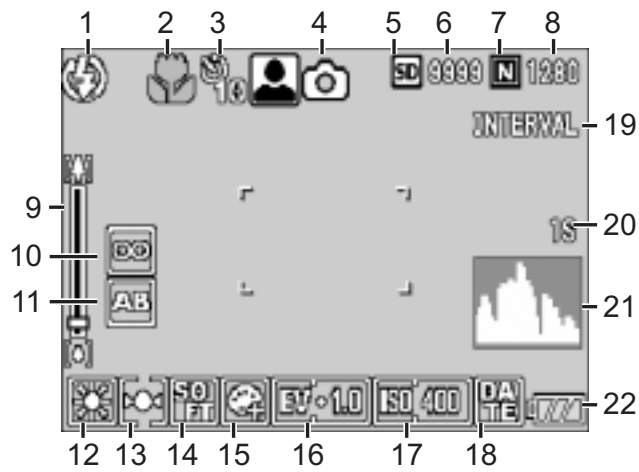 1 2 3 4 5 6 7 8
10 SD 9999 N 1280
INTERVAL 19
9
1S 20
10
AB
11
21
SO
FT
EV +1.0
ISO 400
DA
TE
22
12 13 14 15 16 17 18